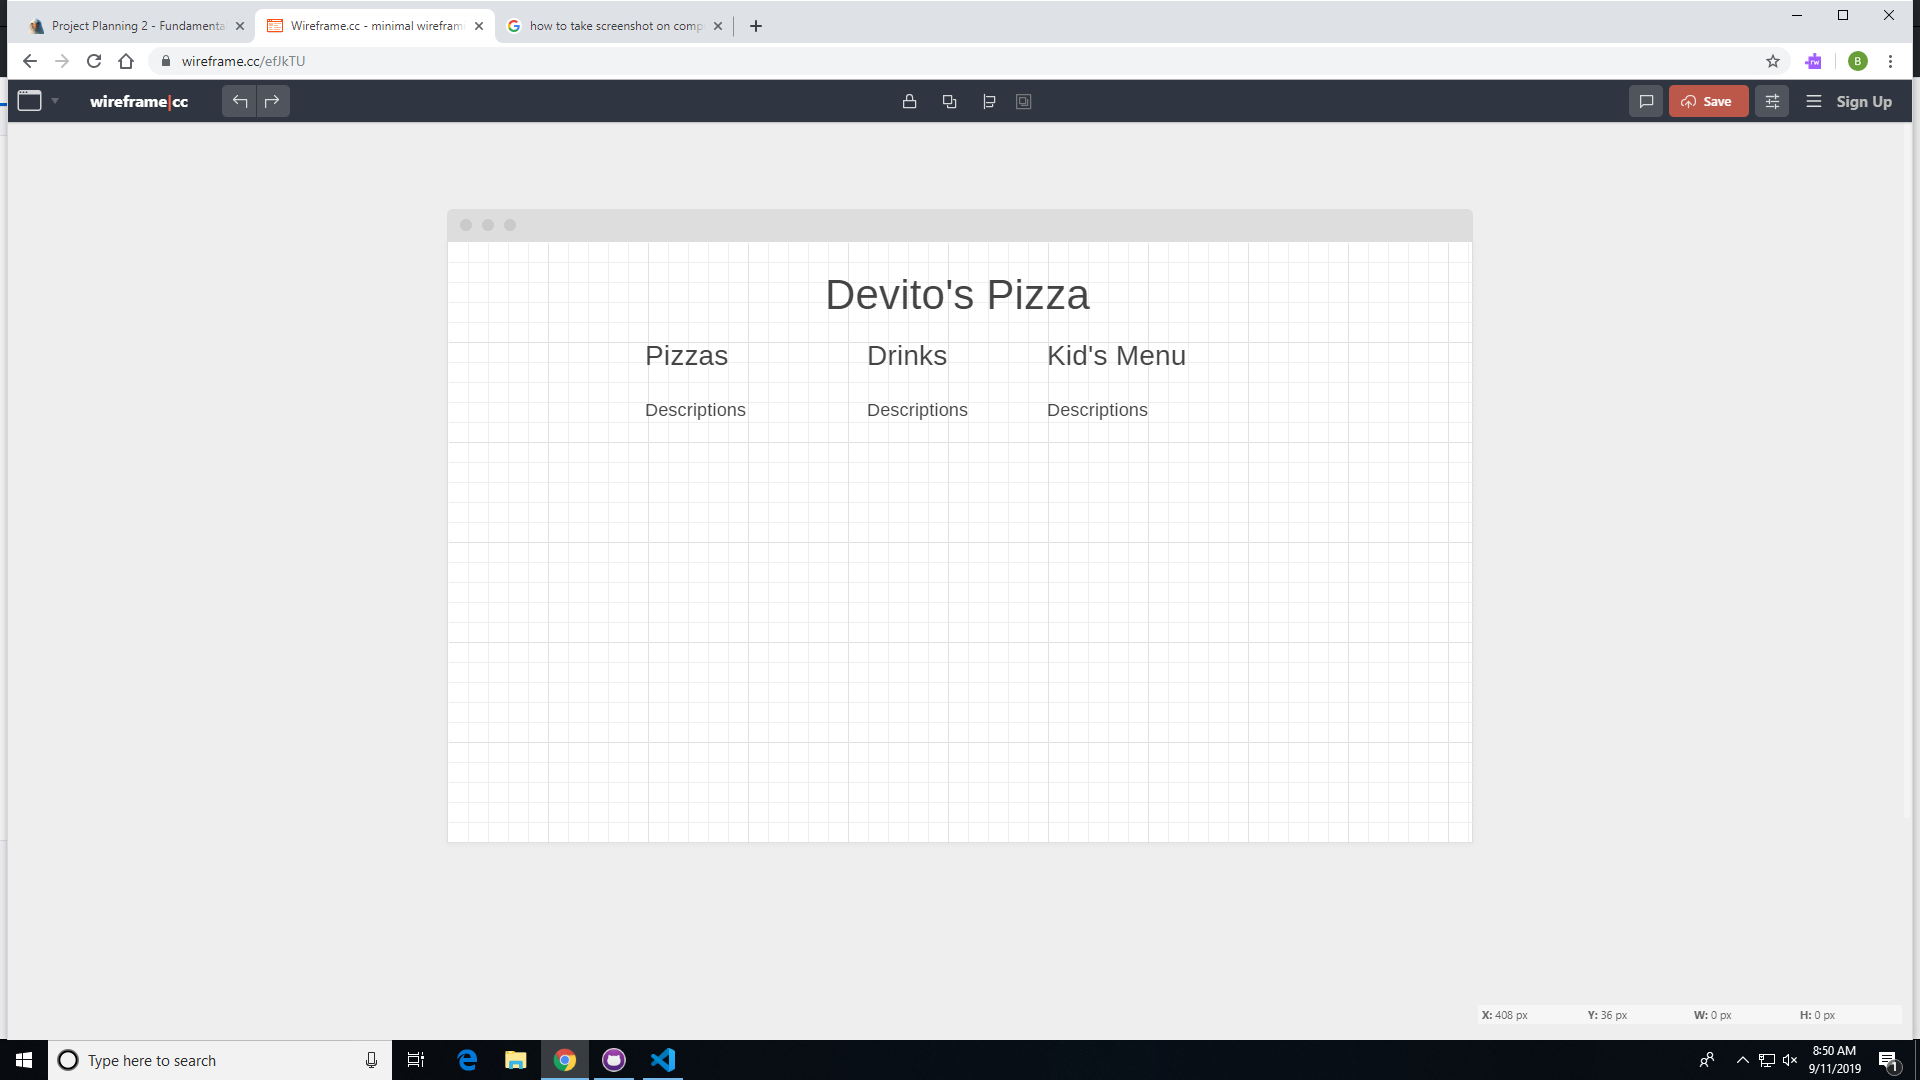 Project Planning 2 - Fundamenta
Wireframe.cc - minimal wirefram
how to take screenshot on comp
wireframe.cc/efJkTU
rw
B
wireframe|cc
Save
Sign Up
Devito's Pizza
Pizzas
Drinks
Kid's Menu
Descriptions
Descriptions
Descriptions
X: 408 px
Y: 36 px
W: 0 px
H: 0 px
Type here to search
8:50 AM
9/11/2019
1